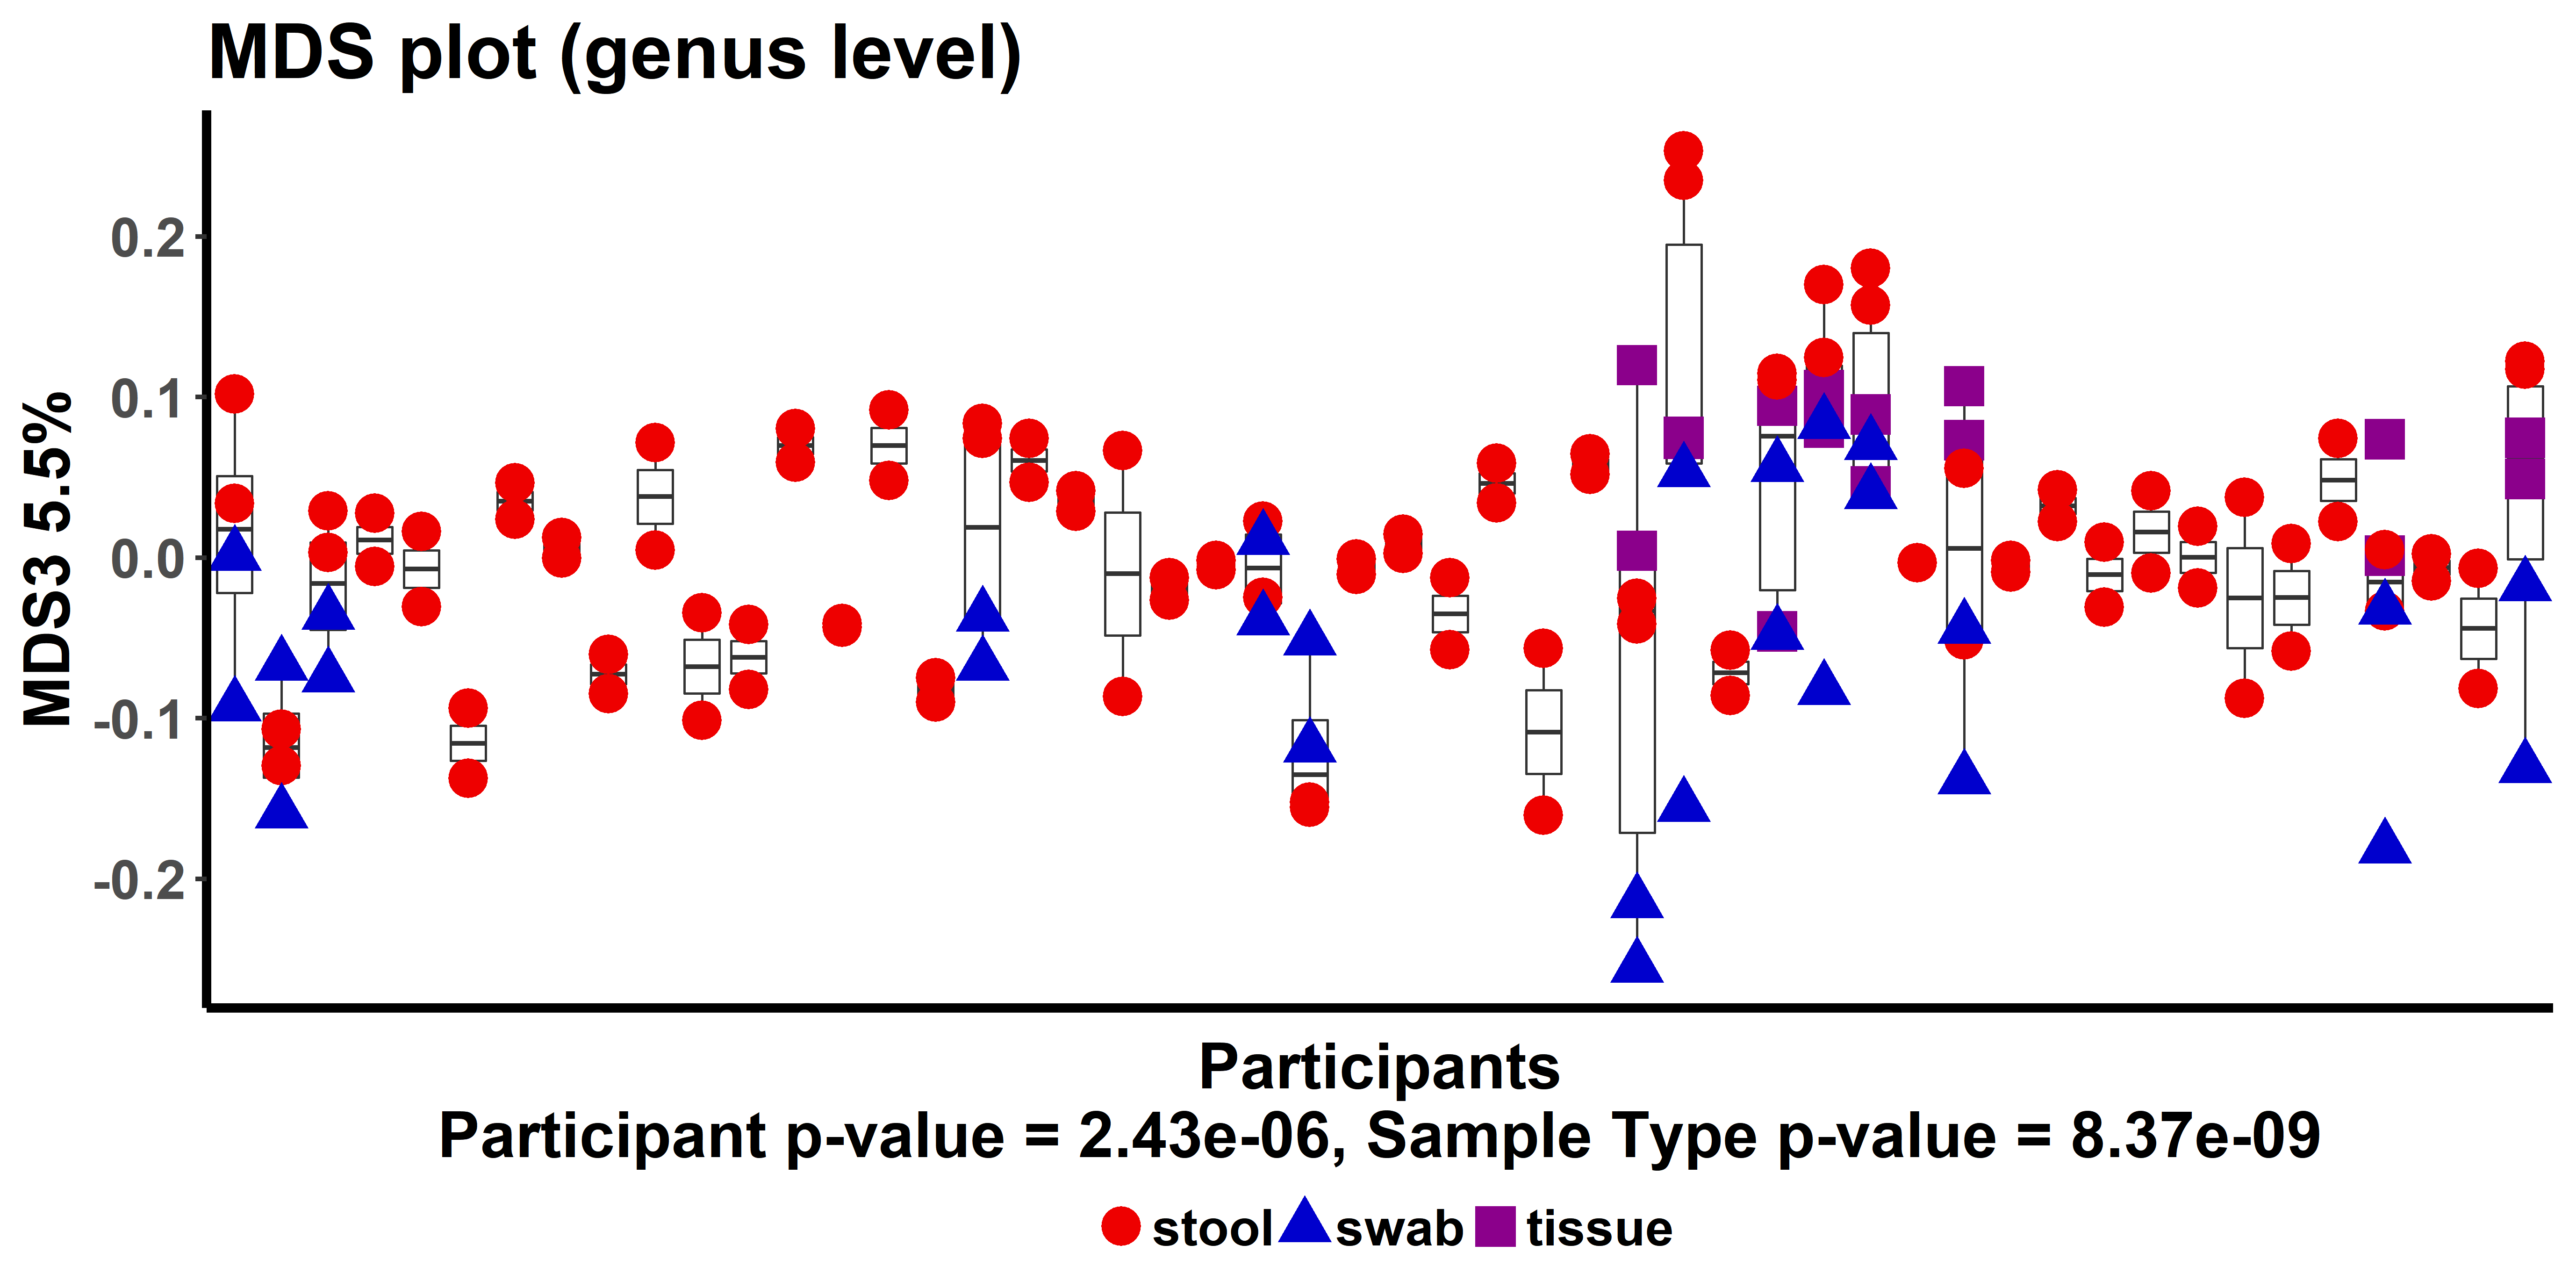 MDS plot (genus level)
MDS3 5.5%
0.2
0.1
0.0
-0.1
-0.2
Participants
Participant p-value = 2.43e-06, Sample Type p-value = 8.37e-09
stool swab tissue